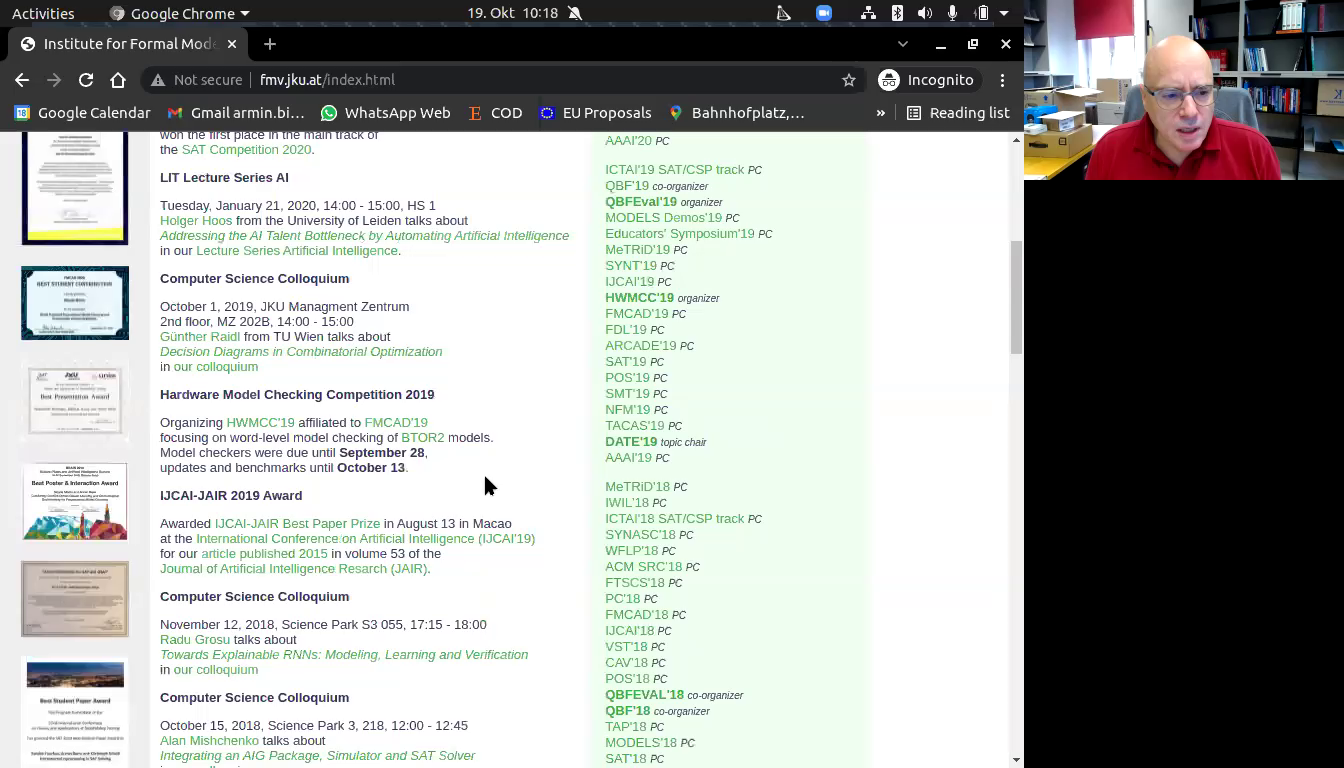 Activities
Google Chrome
19. Okt 10:18
Institute for Formal Mod
Not secure
fmv.jku.at/index.html
Incognito
Google Calendar
Gmail armin.bi...
WhatsApp Web
COD
EU Proposals
Bahnhofplatz,...
»
Reading list
won the first place in the main track of
the SAT Competition 2020.
LIT Lecture Series AI
Tuesday, January 21, 2020, 14:00 - 15:00, HS 1
Holger Hoos from the University of Leiden talks about
Addressing the AI Talent Bottleneck by Automating Artificial Intelligence
in our Lecture Series Artificial Intelligence.
Computer Science Colloquium
October 1, 2019, JKU Managment Zentrum
2nd floor, MZ 202B, 14:00 - 15:00
Günther Raidl from TU Wien talks about
Decision Diagrams in Combinatorial Optimization
in our colloquium
Hardware Model Checking Competition 2019
Organizing HWMCC'19 affiliated to FMCAD'19
focusing on word-level model checking of BTOR2 models.
Model checkers were due until September 28,
updates and benchmarks until October 13.
IJCAI-JAIR 2019 Award
Awarded IJCAI-JAIR Best Paper Prize in August 13 in Macao
at the International Conference on Artificial Intelligence (IJCAI'19)
for our article published 2015 in volume 53 of the
Journal of Artificial Intelligence Resarch (JAIR).
Computer Science Colloquium
November 12, 2018, Science Park S3 055, 17:15 - 18:00
Radu Grosu talks about
Towards Explainable RNNs: Modeling, Learning and Verification
in our colloquium
Computer Science Colloquium
October 15, 2018, Science Park 3, 218, 12:00 - 12:45
Alan Mishchenko talks about
Integrating an AIG Package, Simulator and SAT Solver
AAAI'20 PC
ICTAI'19 SAT/CSP track PC
QBF'19 co-organizer
QBFEval'19 organizer
MODELS Demos'19 PC
Educators' Symposium'19 PC
MeTRiD'19 PC
SYNT'19 PC
IJCAI'19 PC
HWMCC'19 organizer
FMCAD'19 PC
FDL'19 PC
ARCADE'19 PC
SAT'19 PC
POS'19 PC
SMT'19 PC
NFM'19 PC
TACAS'19 PC
DATE'19 topic chair
AAAI'19 PC
MeTRiD'18 PC
IWIL'18 PC
ICTAI'18 SAT/CSP track PC
SYNASC'18 PC
WFLP'18 PC
ACM SRC'18 PC
FTSCS'18 PC
PC'18 PC
FMCAD'18 PC
IJCAI'18 PC
VST'18 PC
CAV'18 PC
POS'18 PC
QBFEVAL'18 co-organizer
QBF'18 co-organizer
TAP'18 PC
MODELS'18 PC
SAT'18 PC
BEST STUDENT CONTRIBUTION
JKU
Best Presentation Award
Best Poster & Interaction Award
Best Student Paper Award